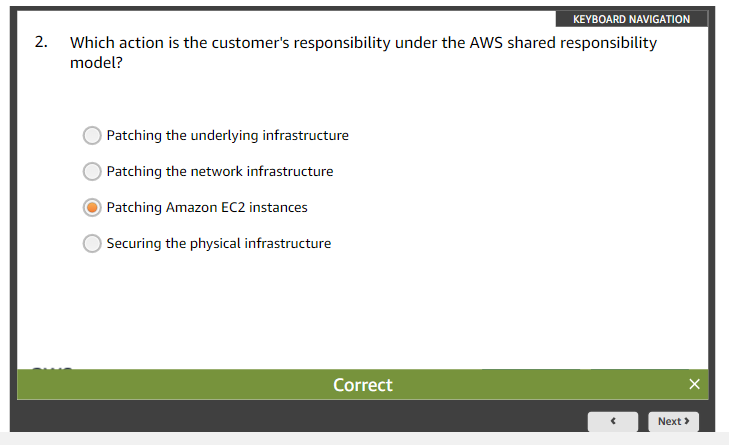 KEYBOARD NAVIGATION
2. Which action is the customer's responsibility under the AWS shared responsibility
model?
Patching the underlying infrastructure
Patching the network infrastructure
Patching Amazon EC2 instances
Securing the physical infrastructure
Correct
Next